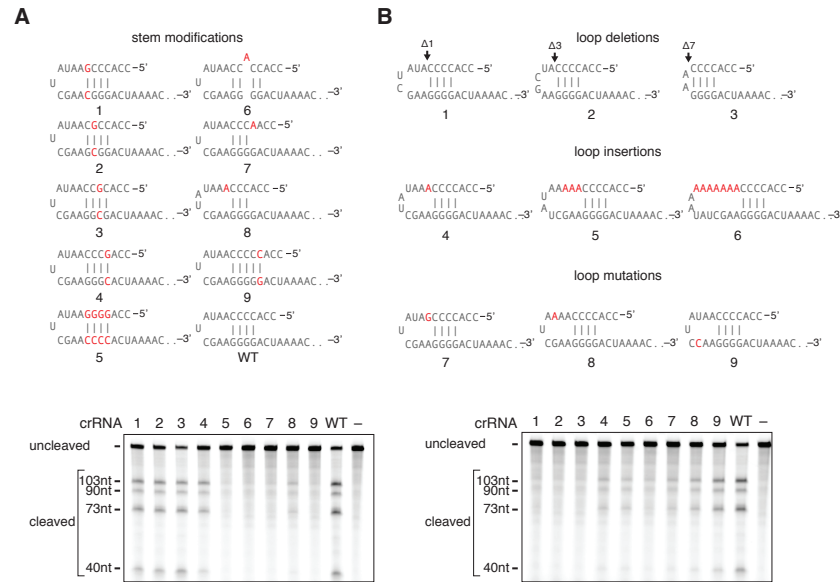 A
stem modifications
AUAAGCCCACC–5'
U
CGAACGGGACUAAAAC..–3'
1
A
AUAACC CCACC–5'
U
CGAAGG GGACUAAAAC..–3'
6
AUAACGCCACC–5'
U
CGAAGCGGACUAAAAC..–3'
2
AUAACCCAACC–5'
U
CGAAGGGGACUAAAAC..–3'
7
AUAACCGCACC–5'
U
CGAAGGCGACUAAAAC..–3'
3
UAAACCCCACC–5'
A
U
CGAAGGGGACUAAAAC..–3'
8
AUAACCCGACC–5'
U
CGAAGGGCACUAAAAC..–3'
4
AUAACCCCCACC–5'
U
CGAAGGGGGACUAAAAC..–3'
9
AUAAGGGGACC–5'
U
CGAACCCCACUAAAAC..–3'
5
AUAACCCCACC–5'
U
CGAAGGGGACUAAAAC..–3'
WT
crRNA 1 2 3 4 5 6 7 8 9 WT –
uncleaved
cleaved
103nt
90nt
73nt
40nt
B
loop deletions
Δ1
AUACCCCACC–5'
U
C
GAAGGGGACUAAAAC..–3'
1
Δ3
UACCCCACC–5'
C
G
AAGGGGACUAAAAC..–3'
2
Δ7
CCCCACC–5'
A
A
GGGGACUAAAAC..–3'
3
loop insertions
UAAACCCCACC–5'
A
U
CGAAGGGGACUAAAAC..–3'
4
UAAAAACCCCACC–5'
A
U
UCGAAGGGGACUAAAAC..–3'
5
AAAAAAACCCCACC–5'
A
A
UAUCGAAGGGGACUAAAAC..–3'
6
loop mutations
AUAGCCCCACC–5'
U
CGAAGGGGACUAAAAC..–3'
7
AAAACCCCACC–5'
U
CGAAGGGGACUAAAAC..–3'
8
AUAACCCCACC–5'
U
CCAAGGGGACUAAAAC..–3'
9
crRNA 1 2 3 4 5 6 7 8 9 WT –
uncleaved
cleaved
103nt
90nt
73nt
40nt